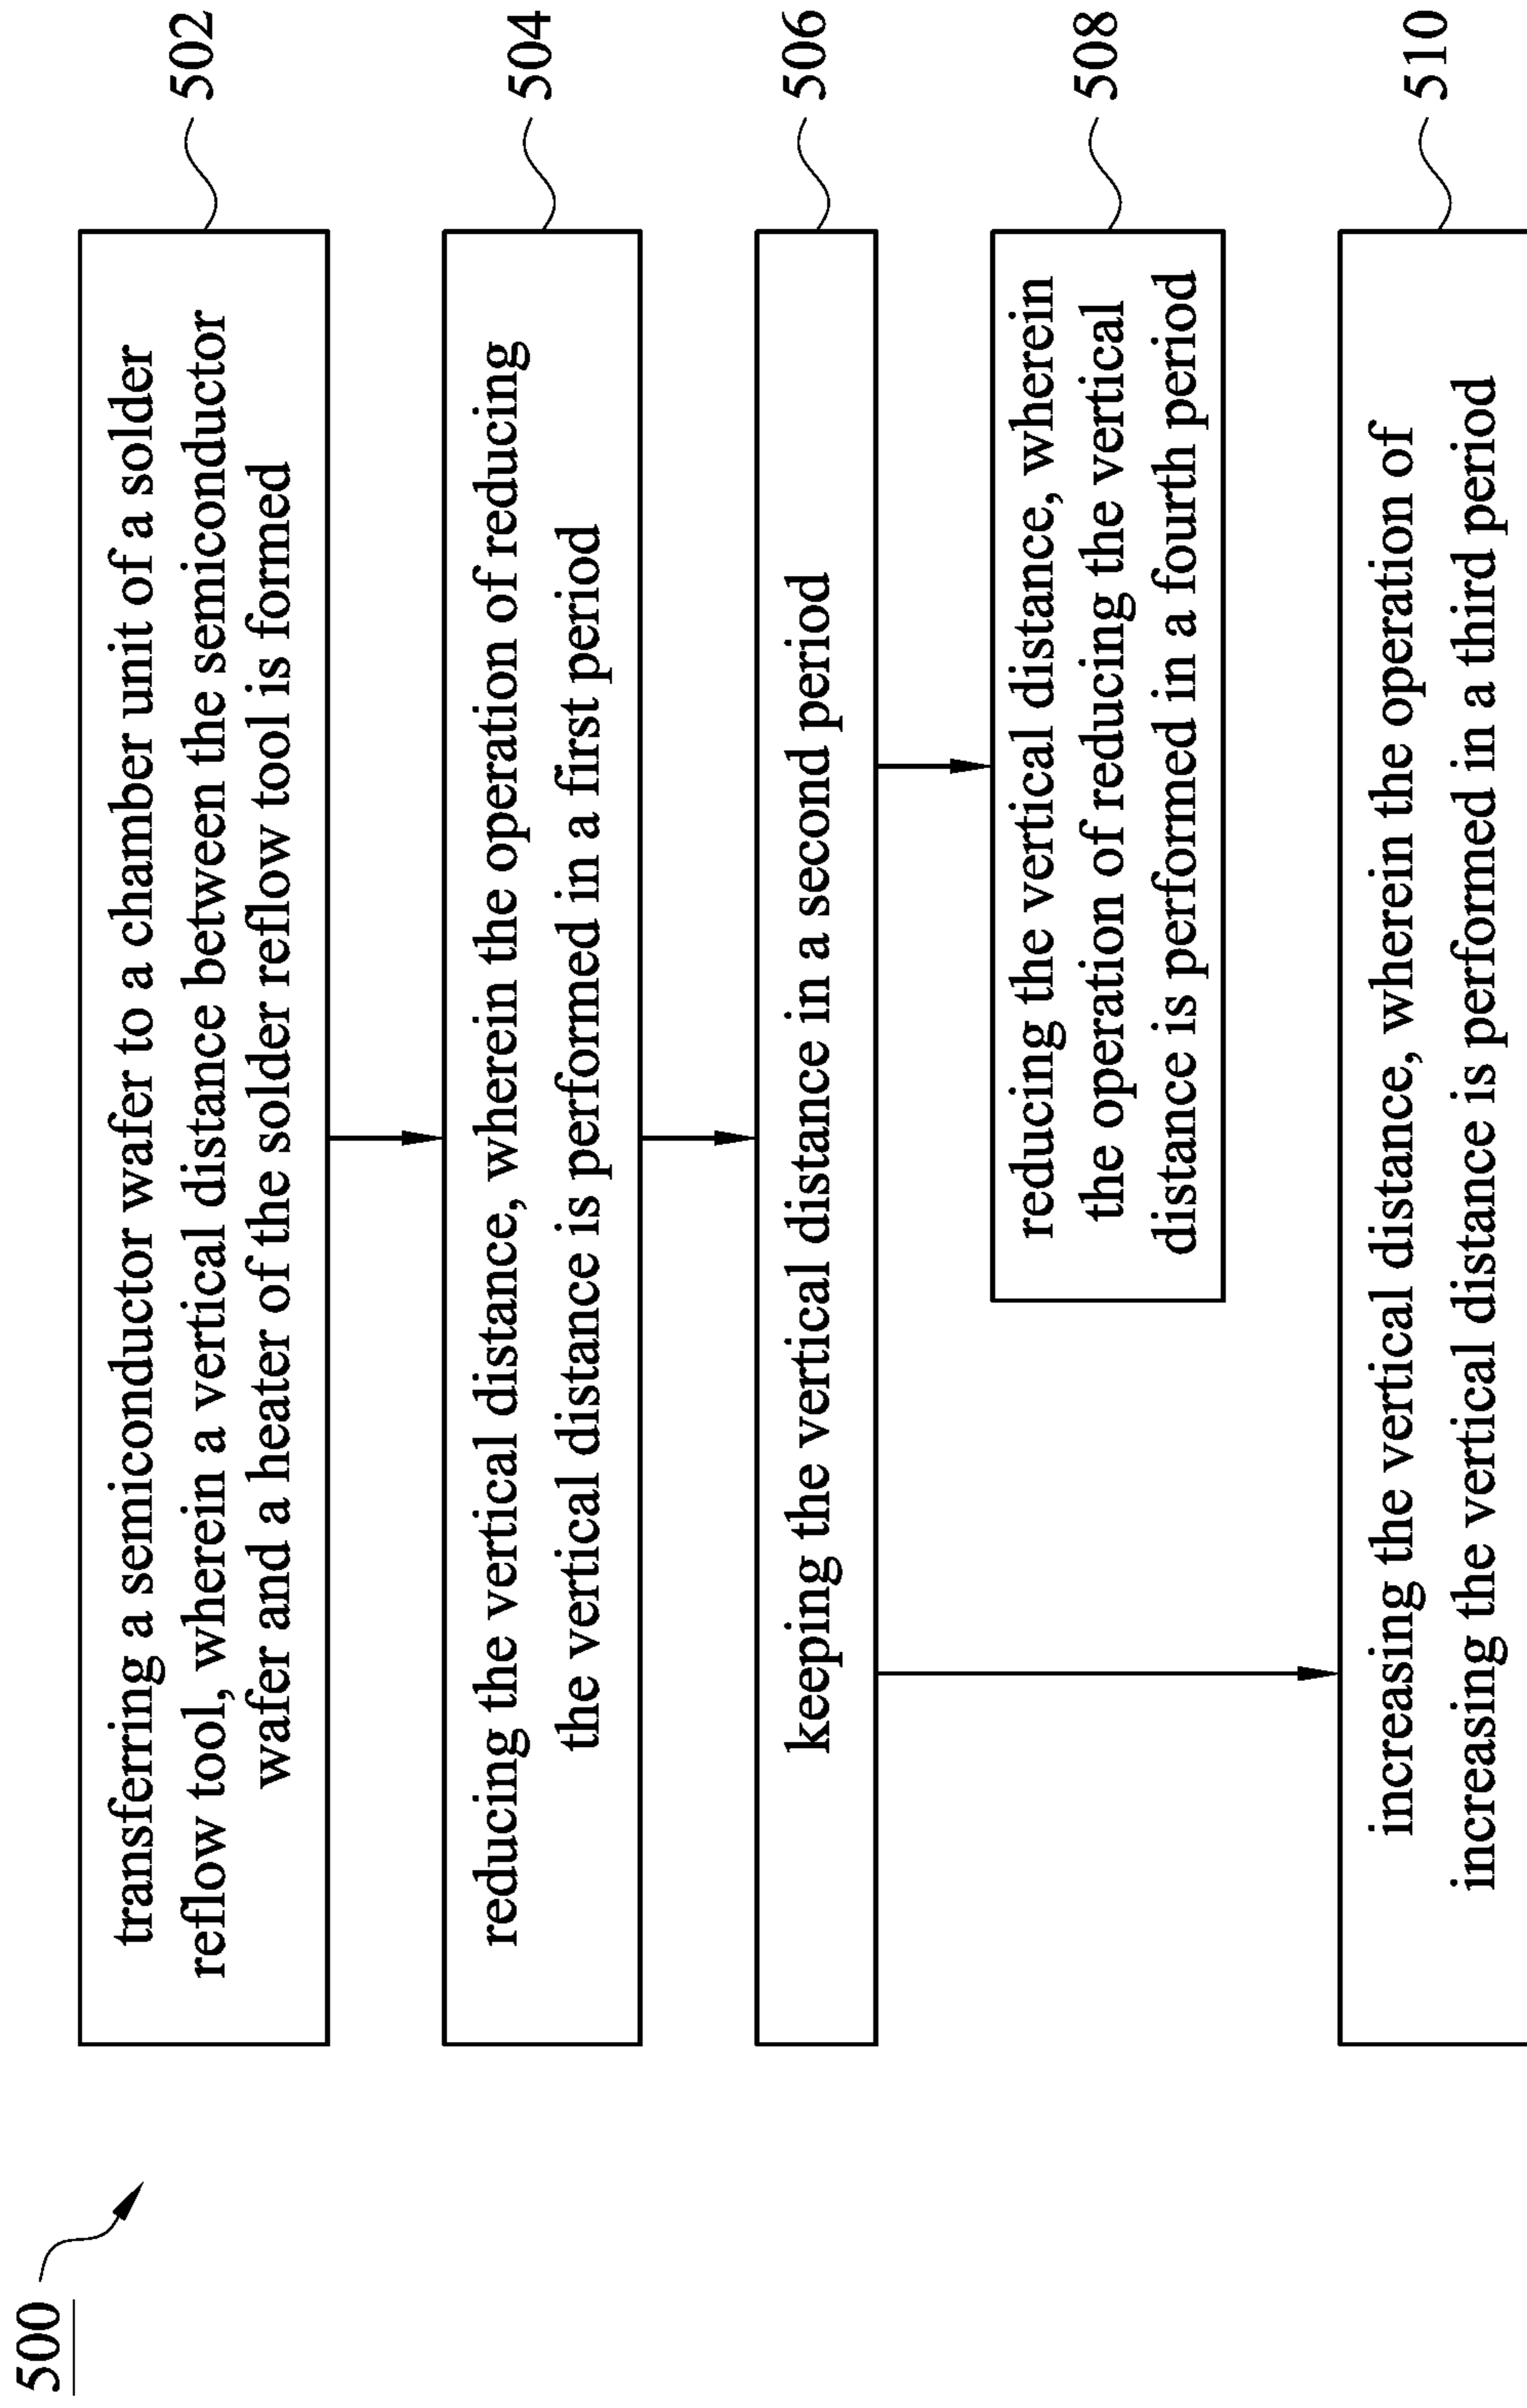 500
transferring a semiconductor wafer to a chamber unit of a solder
reflow tool, wherein a vertical distance between the semiconductor
wafer and a heater of the solder reflow tool is formed
502
reducing the vertical distance, wherein the operation of reducing
the vertical distance is performed in a first period
504
keeping the vertical distance in a second period
506
reducing the vertical distance, wherein
the operation of reducing the vertical
distance is performed in a fourth period
508
increasing the vertical distance, wherein the operation of
increasing the vertical distance is performed in a third period
510